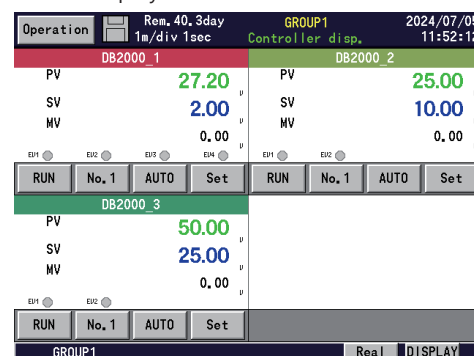 Operation Rem.40.3day GROUP1 2024/07/05
1m/div 1sec Controller disp. 11:52:12
DB2000_1 DB2000_2
PV 27.20 PV 25.00
SV 2.00 SV 10.00
MV 0.00 MV 0.00
EV1 EV2 EV3 EV4 EV1 EV2
RUN No.1 AUTO Set RUN No.1 AUTO Set
DB2000_3
PV 50.00
SV 25.00
MV 0.00
EV1 EV2
RUN No.1 AUTO Set
GROUP1 Real DISPLAY